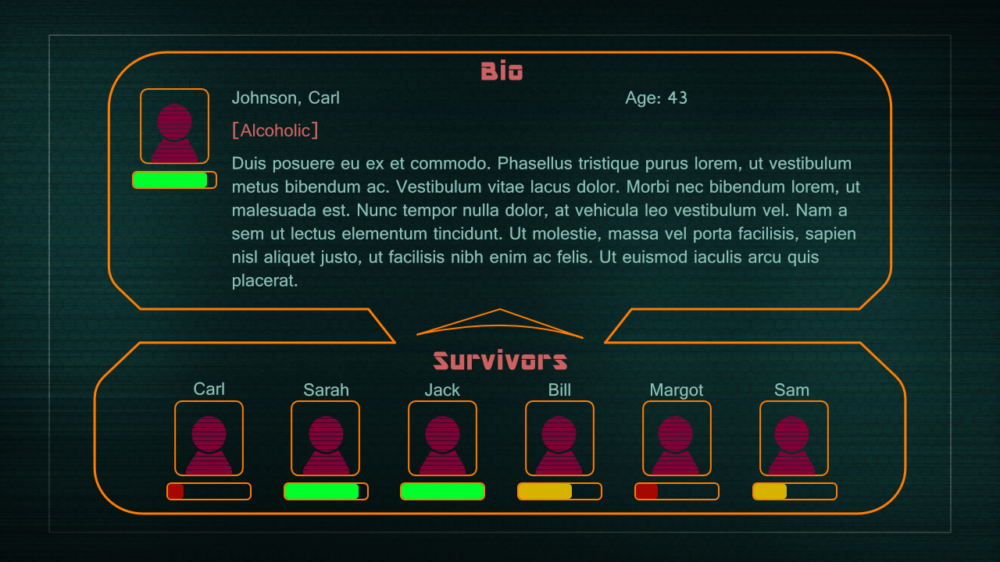 Bio
Johnson, Carl Age: 43
[Alcoholic]
Duis posuere eu ex et commodo. Phasellus tristique purus lorem, ut vestibulum
metus bibendum ac. Vestibulum vitae lacus dolor. Morbi nec bibendum lorem, ut
malesuada est. Nunc tempor nulla dolor, at vehicula leo vestibulum vel. Nam a
sem ut lectus elementum tincidunt. Ut molestie, massa vel porta facilisis, sapien
nisl aliquet justo, ut facilisis nibh enim ac felis. Ut euismod iaculis arcu quis
placerat.
Survivors
Carl Sarah Jack Bill Margot Sam